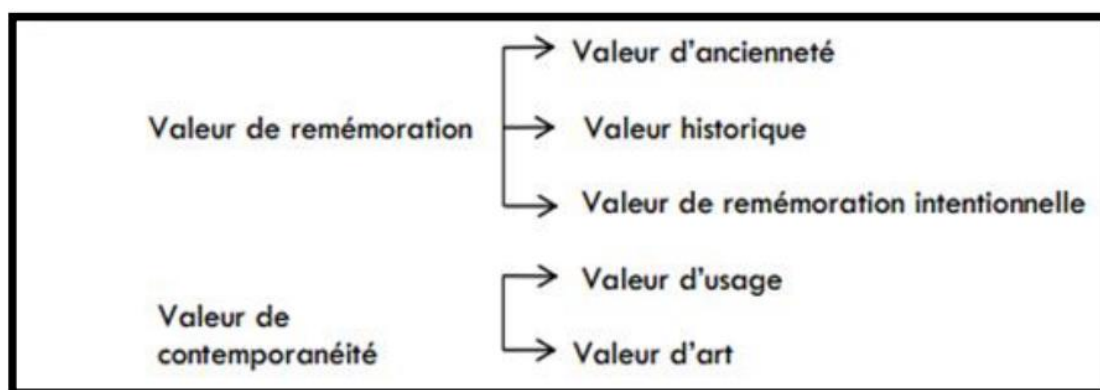 Valeur d'ancienneté
Valeur de remémoration
Valeur historique
Valeur de remémoration intentionnelle
Valeur d'usage
Valeur de
contemporanéité
Valeur d'art